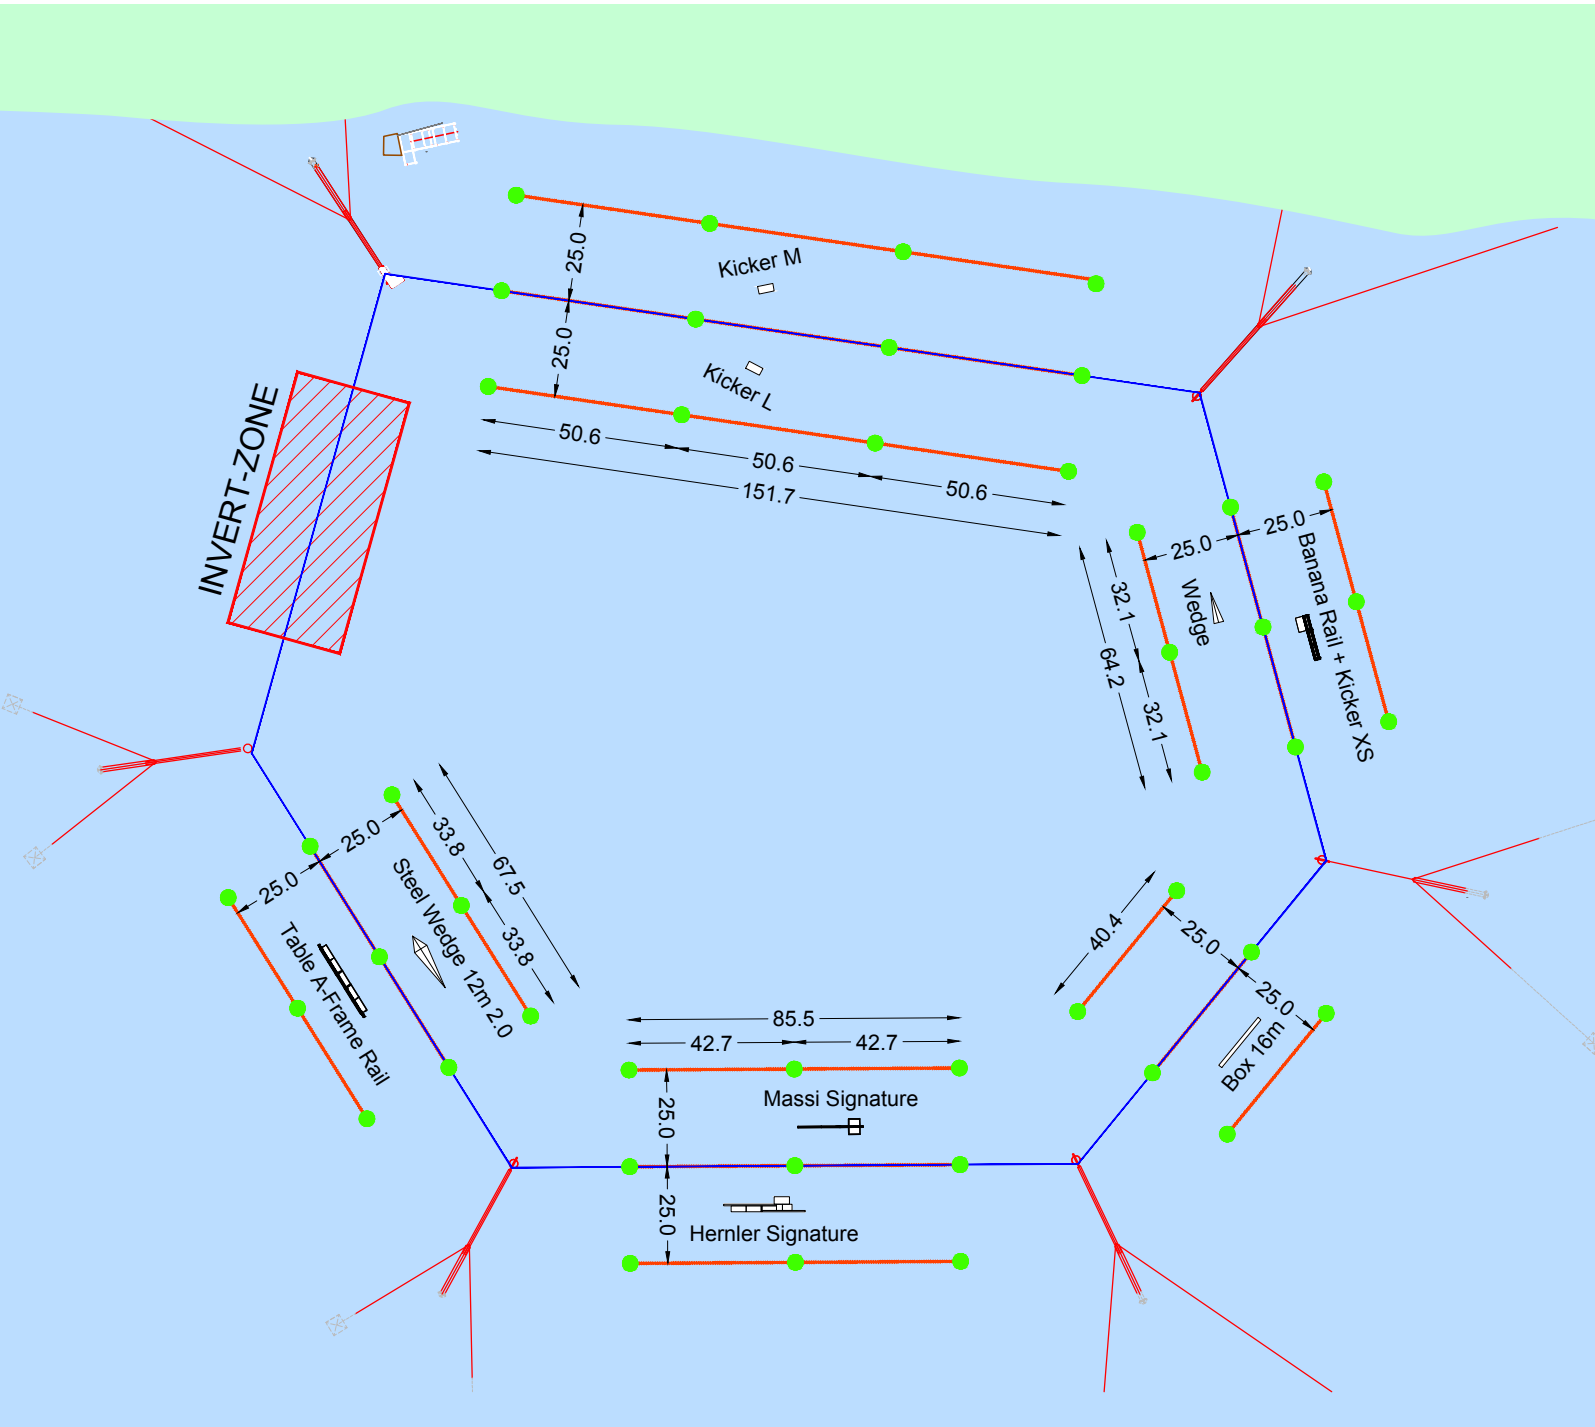 25.0
Kicker M
25.0
Kicker L
50.6
50.6
50.6
151.7
INVERT-ZONE
25.0
25.0
Wedge
Banana Rail + Kicker XS
32.1
64.2
32.1
25.0
25.0
33.8
67.5
33.8
Steel Wedge 12m 2.0
Table A-Frame Rail
40.4
25.0
25.0
Box 16m
85.5
42.7
42.7
25.0
Massi Signature
25.0
Hernler Signature